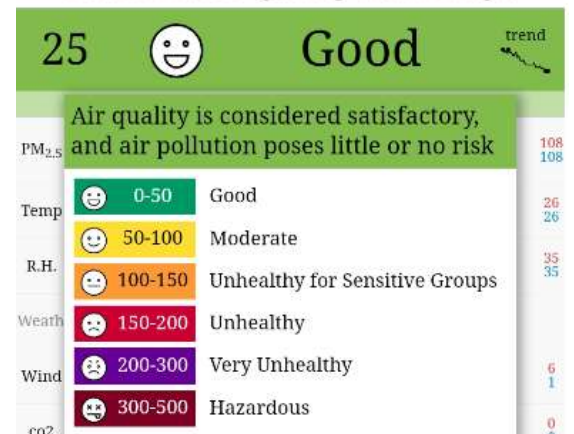 25 Good trend
Air quality is considered satisfactory,
and air pollution poses little or no risk
PM2.5 108
108
0-50 Good
Temp 26
26
50-100 Moderate
R.H. 35
35
100-150 Unhealthy for Sensitive Groups
Weath
150-200 Unhealthy
Wind 6
1
200-300 Very Unhealthy
300-500 Hazardous
co2 0